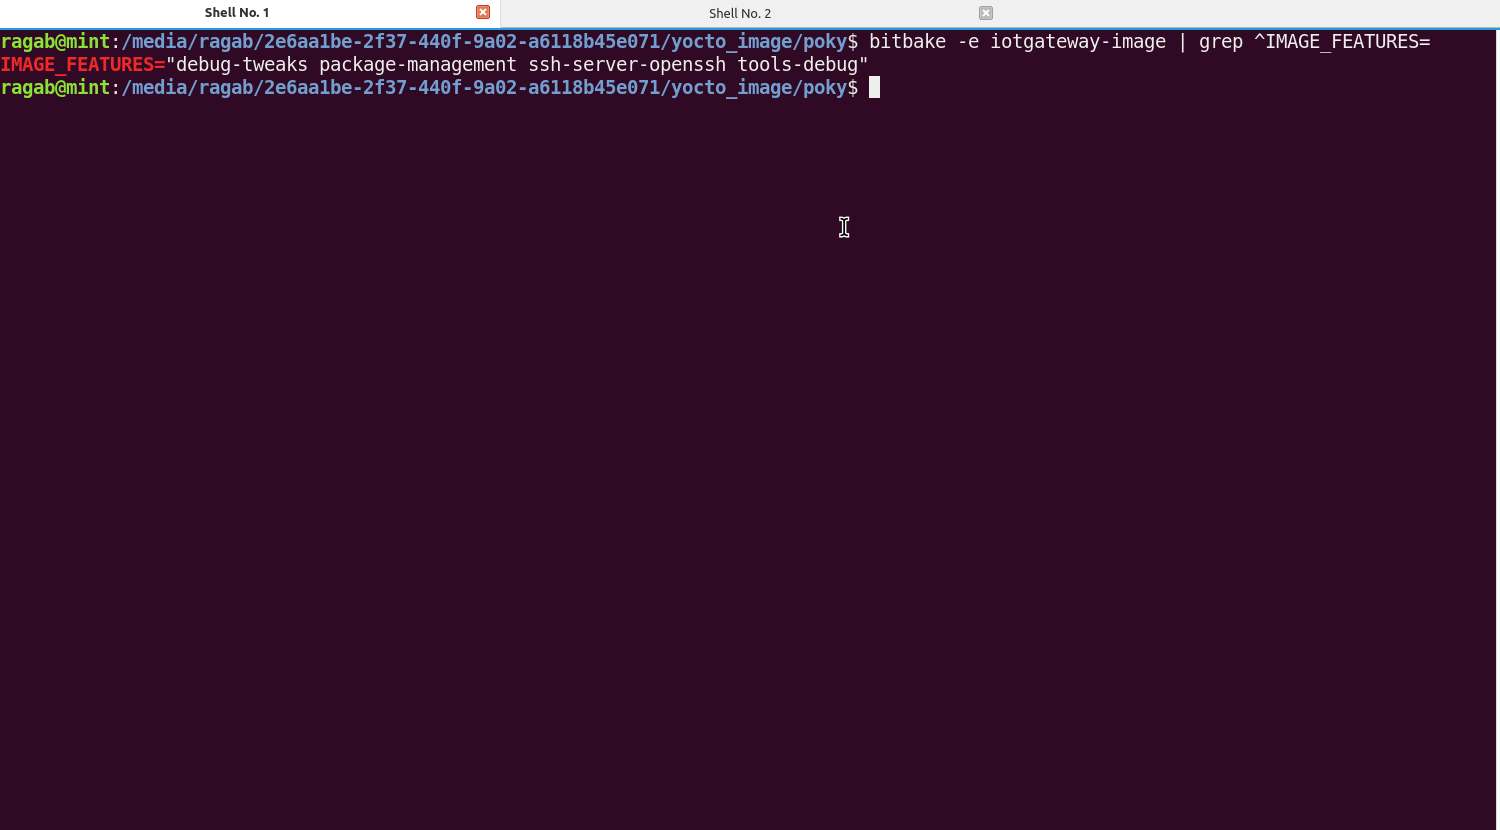 Shell No. 1
Shell No. 2
ragab@mint:/media/ragab/2e6aa1be-2f37-440f-9a02-a6118b45e071/yocto_image/poky$ bitbake -e iotgateway-image | grep ^IMAGE_FEATURES=
IMAGE_FEATURES="debug-tweaks package-management ssh-server-openssh tools-debug"
ragab@mint:/media/ragab/2e6aa1be-2f37-440f-9a02-a6118b45e071/yocto_image/poky$